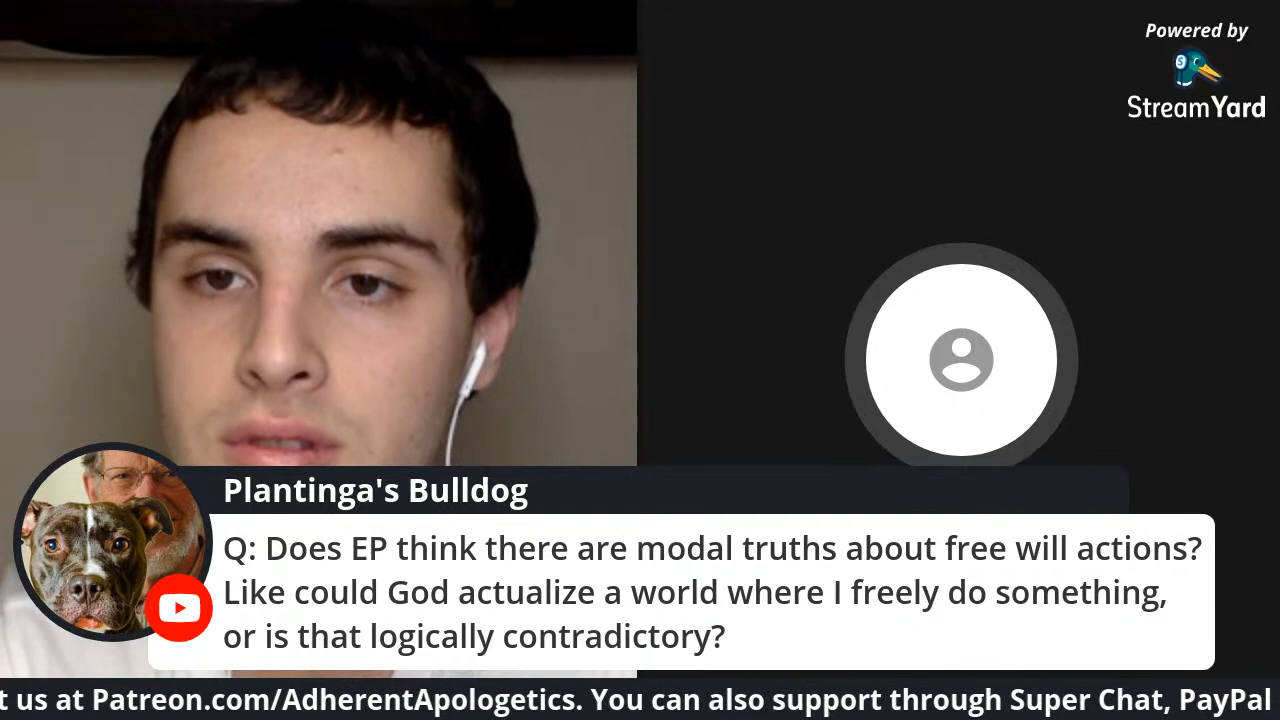 Powered by
StreamYard
Plantinga's Bulldog
Q: Does EP think there are modal truths about free will actions?
Like could God actualize a world where I freely do something,
or is that logically contradictory?
t us at Patreon.com/AdherentApologetics. You can also support through Super Chat, PayPal